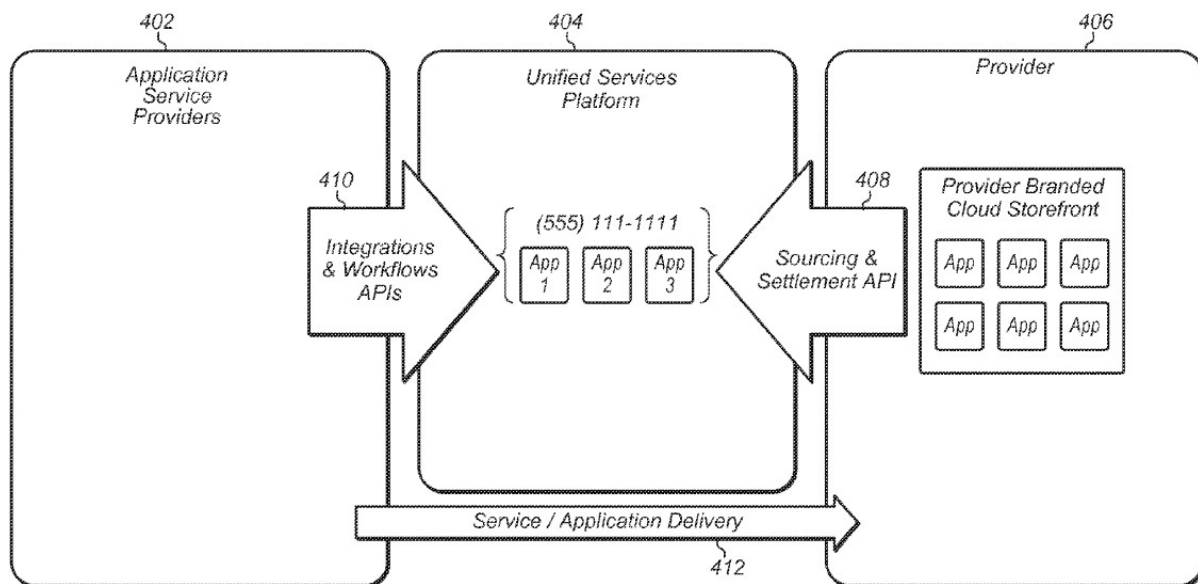 402
404
406
Application
Service
Providers
Unified Services
Platform
Provider
410
Integrations
& Workflows
APIs
(555) 111-1111
App
1
App
2
App
3
408
Sourcing &
Settlement API
Provider Branded
Cloud Storefront
App App App
App App App
Service / Application Delivery
412